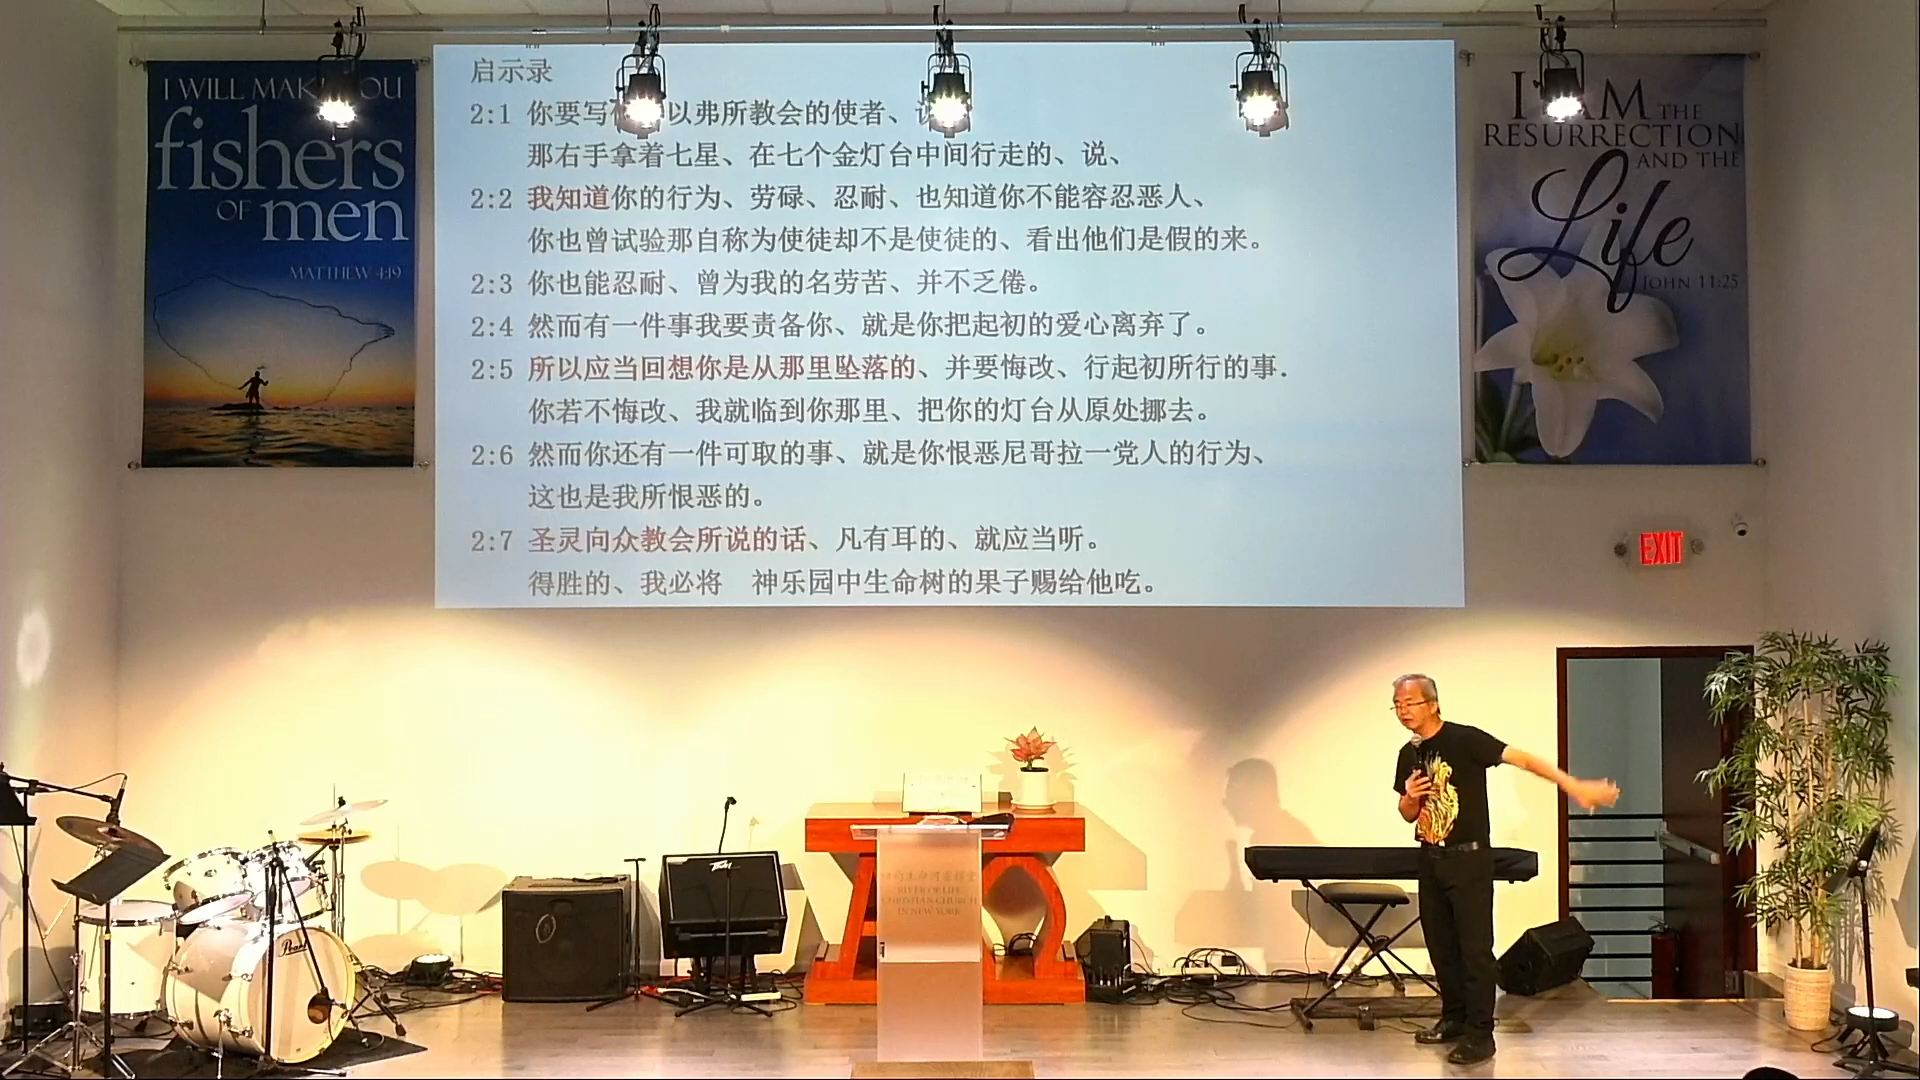 I WILL MAKE YOU
fishers
OF men
MATTHEW 4:19
启示录
2:1 你要写 以弗所教会的使者、
那右手拿着七星、在七个金灯台中间行走的、说、
2:2 我知道你的行为、劳碌、忍耐、也知道你不能容忍恶人、
你也曾试验那自称为使徒却不是使徒的、看出他们是假的来。
2:3 你也能忍耐、曾为我的名劳苦、并不乏倦。
2:4 然而有一件事我要责备你、就是你把起初的爱心离弃了。
2:5 所以应当回想你是从那里坠落的、并要悔改、行起初所行的事.
你若不悔改、我就临到你那里、把你的灯台从原处挪去。
2:6 然而你还有一件可取的事、就是你恨恶尼哥拉一党人的行为、
这也是我所恨恶的。
2:7 圣灵向众教会所说的话、凡有耳的、就应当听。
得胜的、我必将 神乐园中生命树的果子赐给他吃。
I AM THE
RESURRECTION
AND THE
Life
JOHN 11:25
EXIT
RIVER OF LIFE
CHRISTIAN CHURCH
IN NEW YORK
Pearl